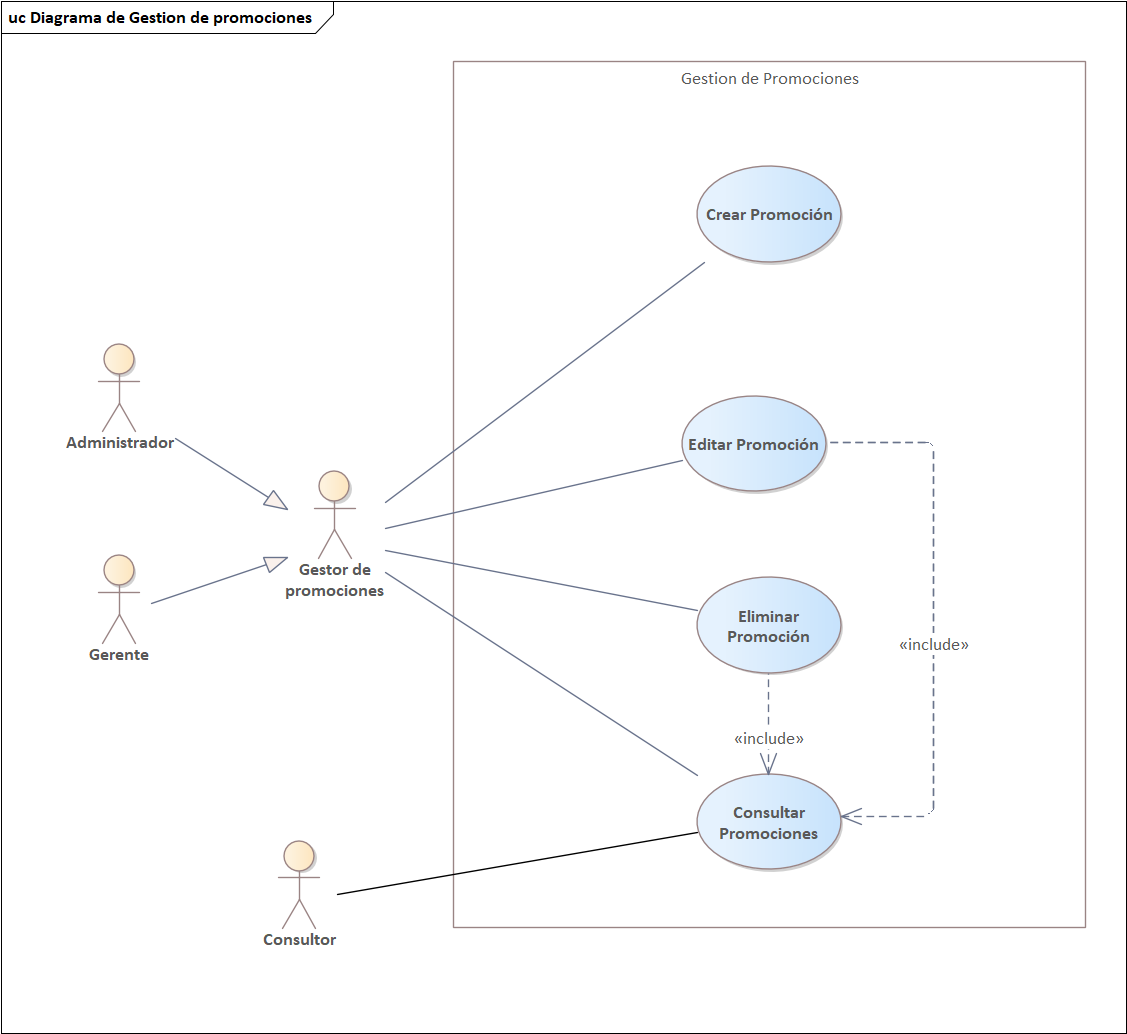 uc Diagrama de Gestion de promociones
Gestion de Promociones
Crear Promoción
Administrador
Editar Promoción
Gestor de
promociones
Gerente
Eliminar
Promoción
«include»
«include»
Consultar
Promociones
Consultor